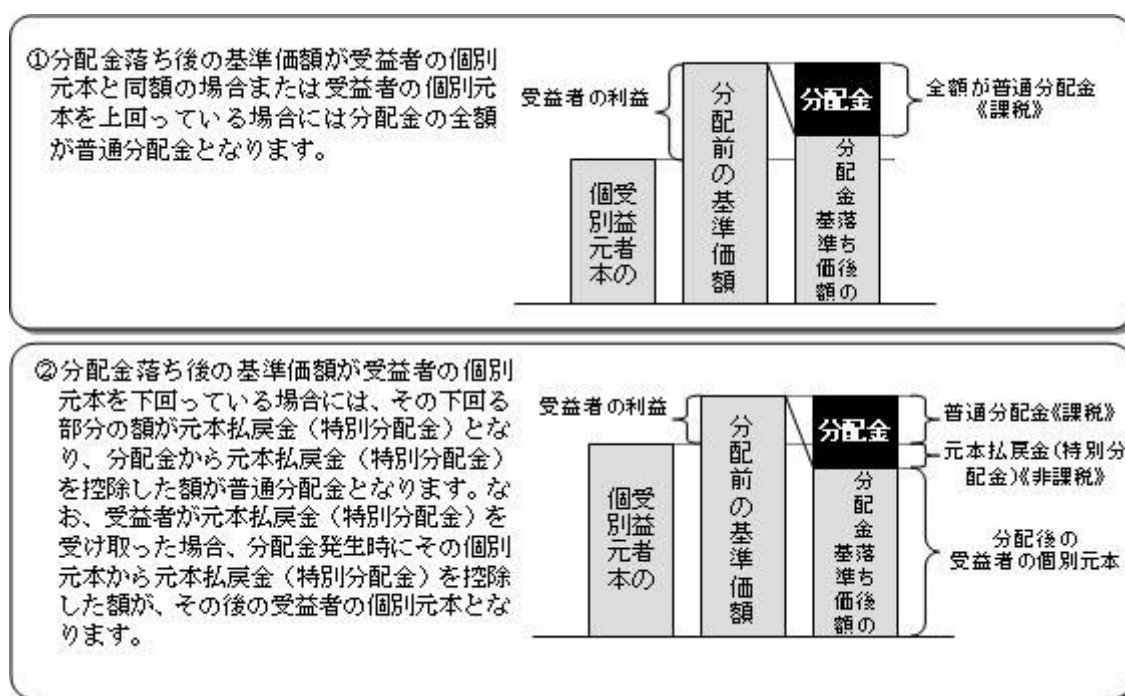 ①分配金落ち後の基準価額が受益者の個別
元本と同額の場合または受益者の個別元
本を上回っている場合には分配金の全額
が普通分配金となります。
受益者の利益
個別元本
受益者の
分配前の基準価額
分配金
基準価額の
分配金落ち後の
全額が普通分配金
《課税》
②分配金落ち後の基準価額が受益者の個別
元本を下回っている場合には、その下回る
部分の額が元本払戻金（特別分配金）とな
り、分配金から元本払戻金（特別分配金）
を控除した額が普通分配金となります。な
お、受益者が元本払戻金（特別分配金）を
受け取った場合、分配金発生時にその個別
元本から元本払戻金（特別分配金）を控除
した額が、その後の受益者の個別元本とな
ります。
受益者の利益
受益者の
個別元本
分配前の基準価額
分配金
分配金落ち後の
基準価額
普通分配金《課税》
元本払戻金(特別分
配金)《非課税》
分配後の
受益者の個別元本